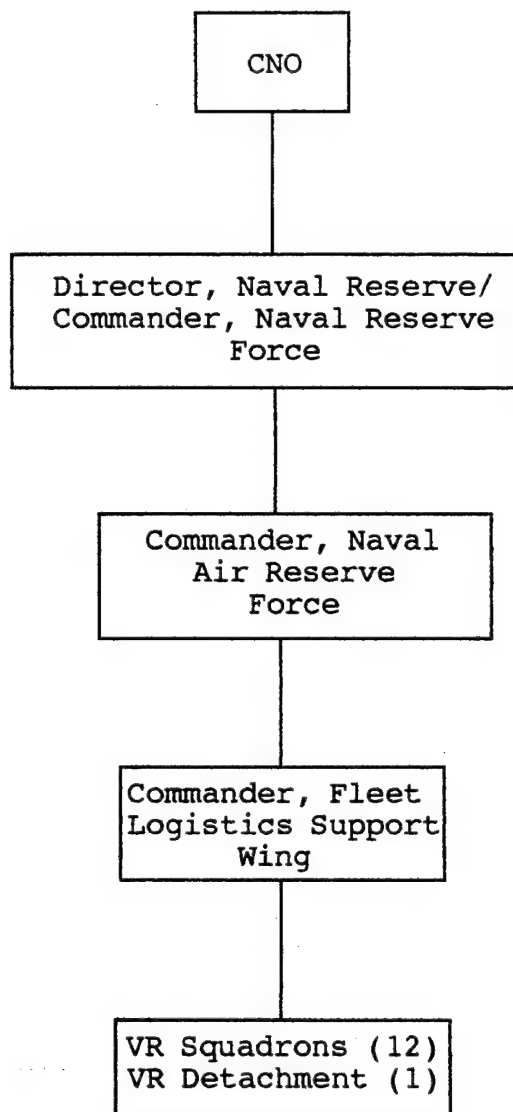 CNO
Director, Naval Reserve/
Commander, Naval Reserve
Force
Commander, Naval
Air Reserve
Force
Commander, Fleet
Logistics Support
Wing
VR Squadrons (12)
VR Detachment (1)